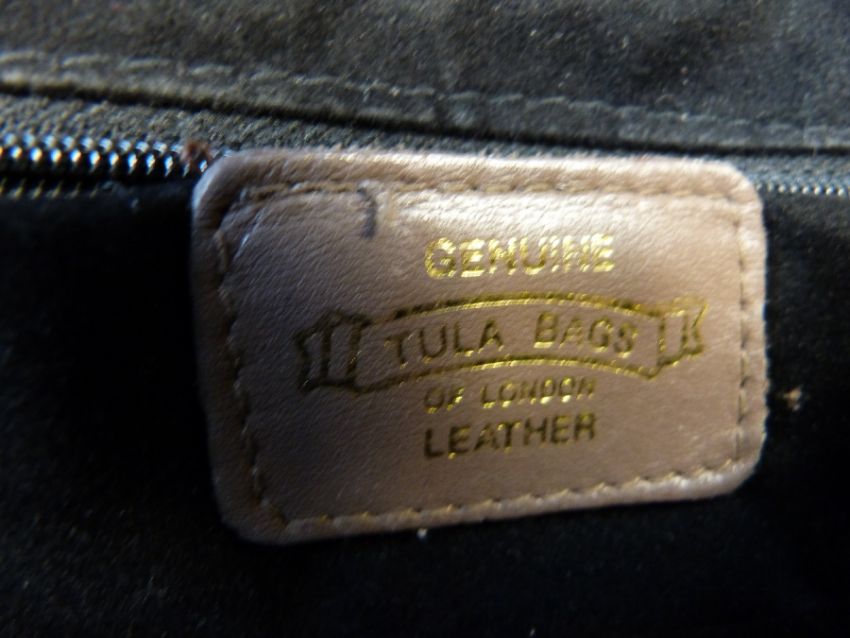 GENUINE
TULA BAGS
OF LONDON
LEATHER